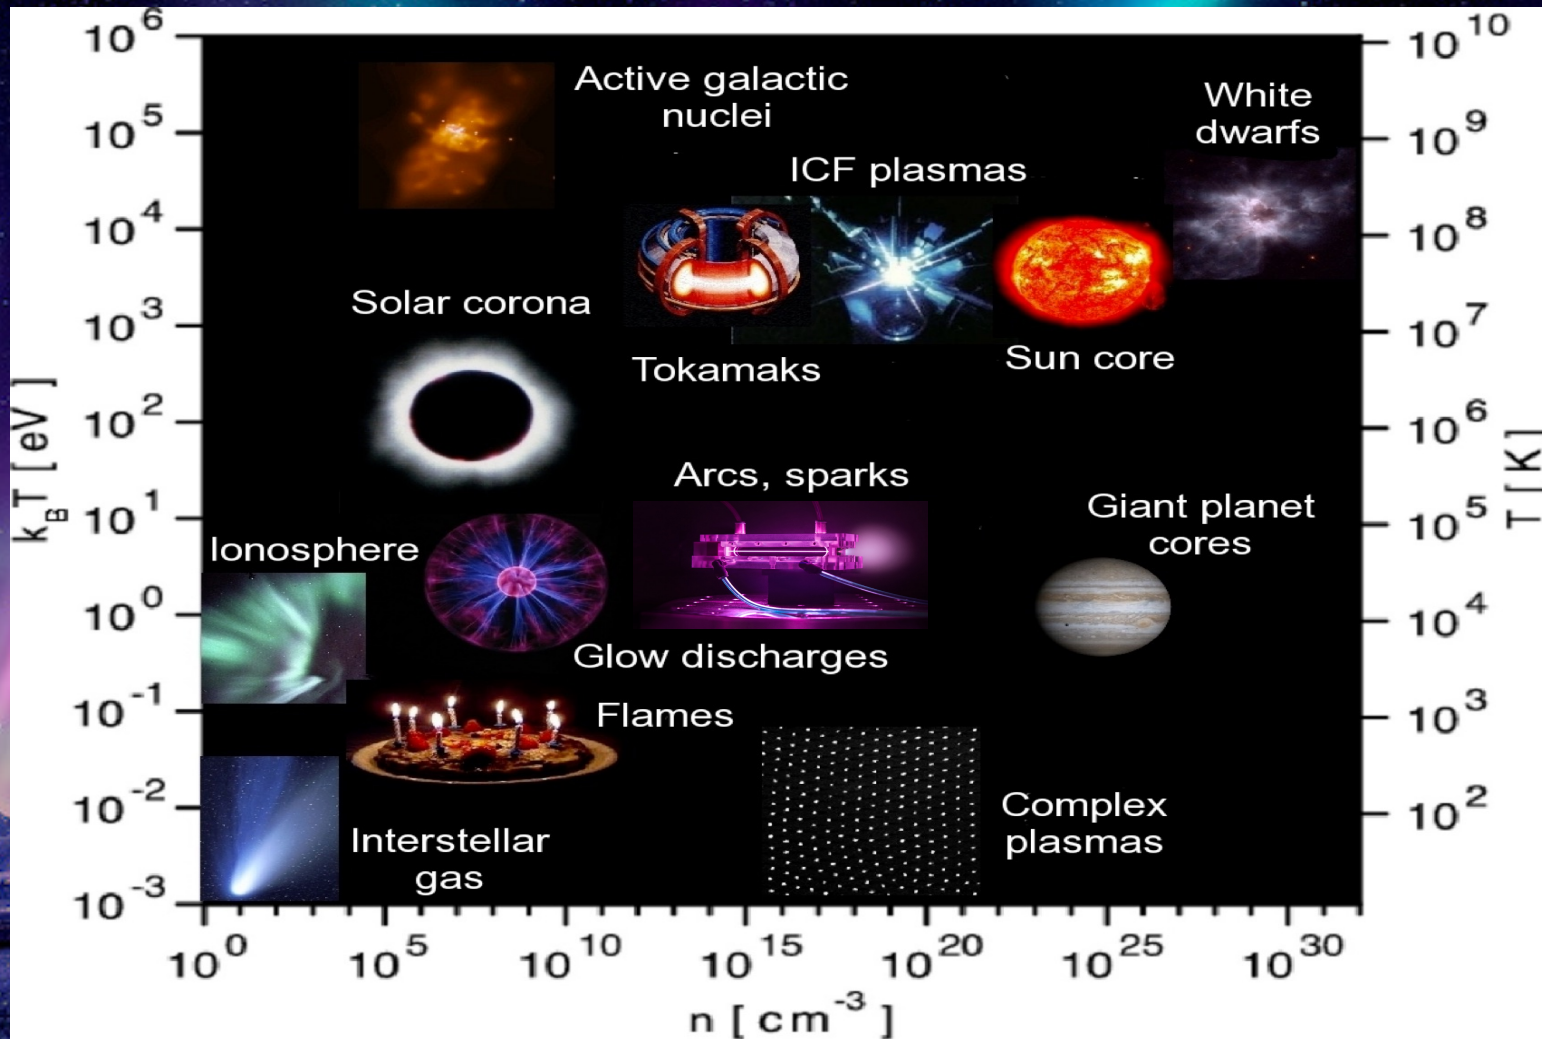 10^6
10^5
10^4
10^3
10^2
10^1
10^0
10^-1
10^-2
10^-3
k_BT [eV]
Active galactic
nuclei
White
dwarfs
ICF plasmas
Solar corona
Tokamaks
Sun core
Arcs, sparks
Giant planet
cores
Ionosphere
Glow discharges
Flames
Complex
plasmas
Interstellar
gas
10^10
10^9
10^8
10^7
10^6
10^5
10^4
10^3
10^2
T [K]
10^0 10^5 10^10 10^15 10^20 10^25 10^30
n [cm^-3]